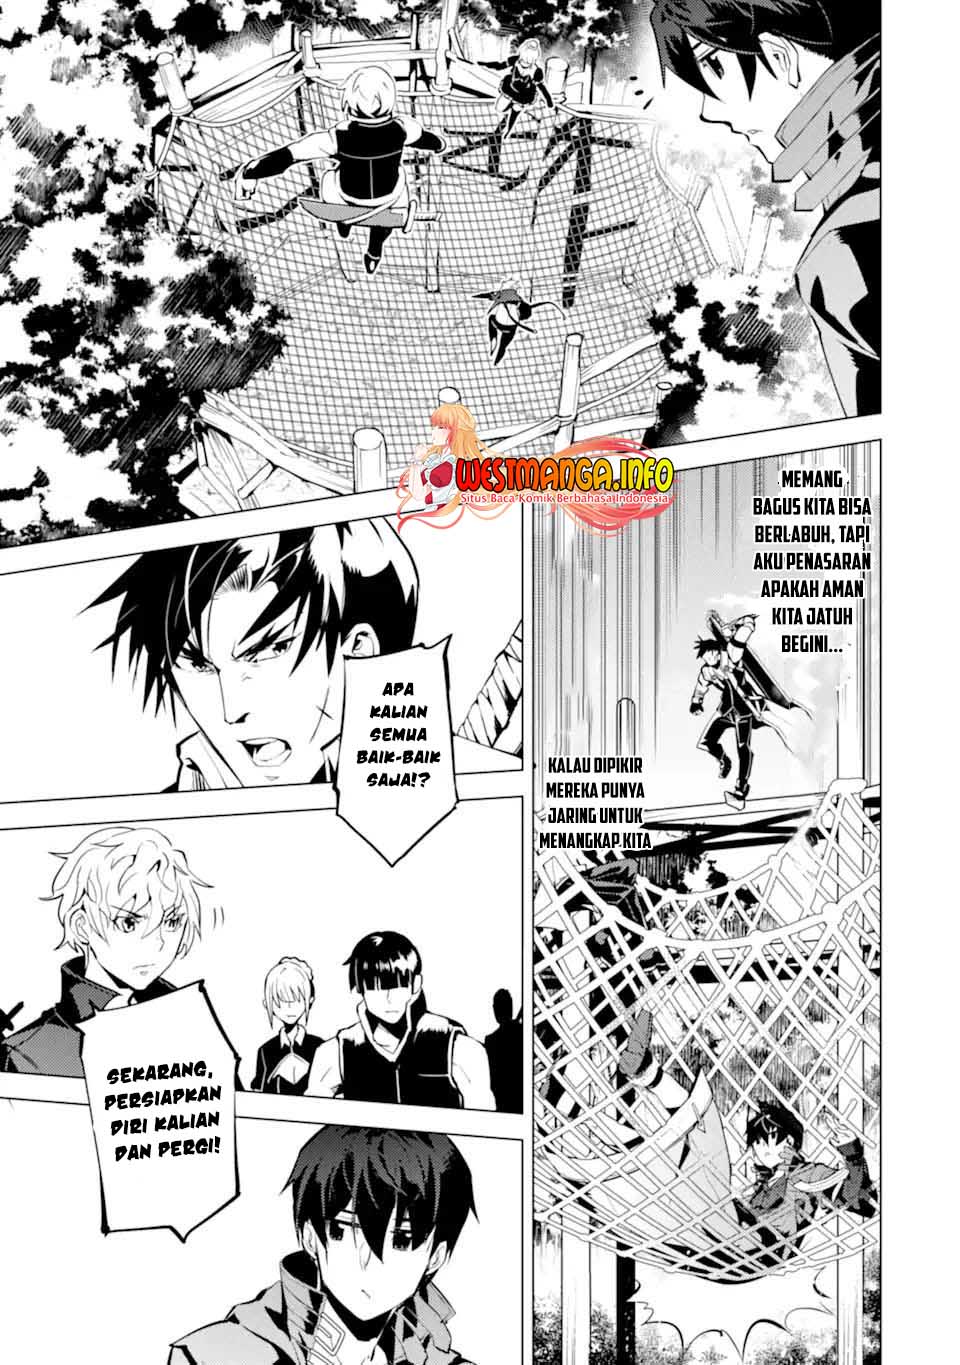 WESTMANGA.INFO
Situs Baca Komik Berbahasa Indonesia
MEMANG
BAGUS KITA BISA
BERLABUH, TAPI
AKU PENASARAN
APAKAH AMAN
KITA JATUH
BEGINI...
KALAU DIPIKIR
MEREKA PUNYA
JARING UNTUK
MENANGKAP KITA
APA
KALIAN
SEMUA
BAIK-BAIK
SAJA!?
SEKARANG,
PERSIAPKAN
DIRI KALIAN
DAN PERGI!